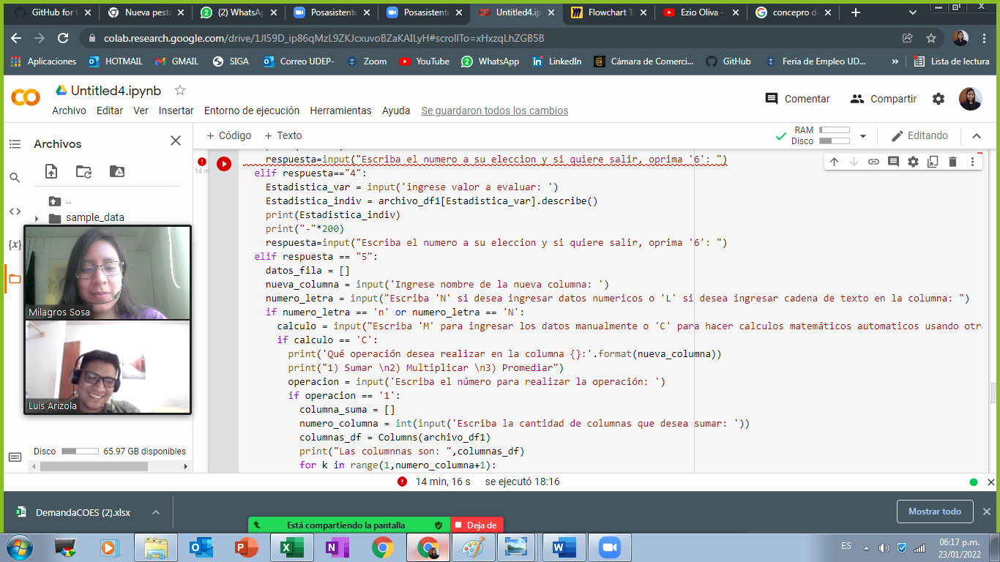 GitHub for t
Nueva pest
(2) WhatsA
Posasistente
Posasistente
Untitled4.ip
Flowchart T
Ezio Oliva -
concepro d
colab.research.google.com/drive/1JI59D_ip86qMzL9ZKJcxuvoBZaKAILyH#scrollTo=xHxzqLhZGB5B
Aplicaciones
HOTMAIL
GMAIL
SIGA
Correo UDEP-
Zoom
YouTube
WhatsApp
LinkedIn
Cámara de Comerci...
GitHub
Feria de Empleo UD...
»
Lista de lectura
Untitled4.ipynb
Comentar
Compartir
Archivo Editar Ver Insertar Entorno de ejecución Herramientas Ayuda Se guardaron todos los cambios
Archivos
+ Código + Texto
RAM
Disco
Editando
..
sample_data
{x}
Milagros Sosa
Luis Arizola
Disco
65.97 GB disponibles
14 m
respuesta=input("Escriba el numero a su eleccion y si quiere salir, oprima '6': ")
elif respuesta=="4":
Estadistica_var = input('ingrese valor a evaluar: ')
Estadistica_indiv = archivo_df1[Estadistica_var].describe()
print(Estadistica_indiv)
print("-"*200)
respuesta=input("Escriba el numero a su eleccion y si quiere salir, oprima '6': ")
elif respuesta == "5":
datos_fila = []
nueva_columna = input('Ingrese nombre de la nueva columna: ')
numero_letra = input("Escriba 'N' si desea ingresar datos numericos o 'L' si desea ingresar cadena de texto en la columna: ")
if numero_letra == 'n' or numero_letra == 'N':
calculo = input("Escriba 'M' para ingresar los datos manualmente o 'C' para hacer calculos matemáticos automaticos usando otr
if calculo == 'C':
print('Qué operación desea realizar en la columna {}:'.format(nueva_columna))
print("1) Sumar \n2) Multiplicar \n3) Promediar")
operacion = input('Escriba el número para realizar la operación: ')
if operacion == '1':
columna_suma = []
numero_columna = int(input('Escriba la cantidad de columnas que desea sumar: '))
columnas_df = Columns(archivo_df1)
print("Las columnnas son: ",columnas_df)
for k in range(1,numero_columna+1):
14 min, 16 s se ejecutó 18:16
DemandaCOES (2).xlsx
Mostrar todo
Está compartiendo la pantalla
Deja de
ES
06:17 p.m.
23/01/2022